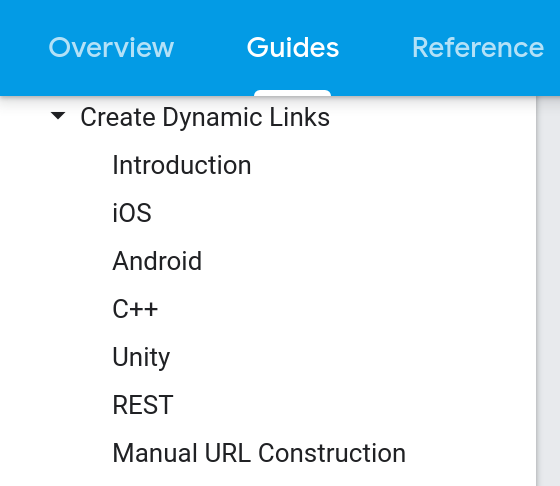 Overview Guides Reference
Create Dynamic Links
Introduction
iOS
Android
C++
Unity
REST
Manual URL Construction